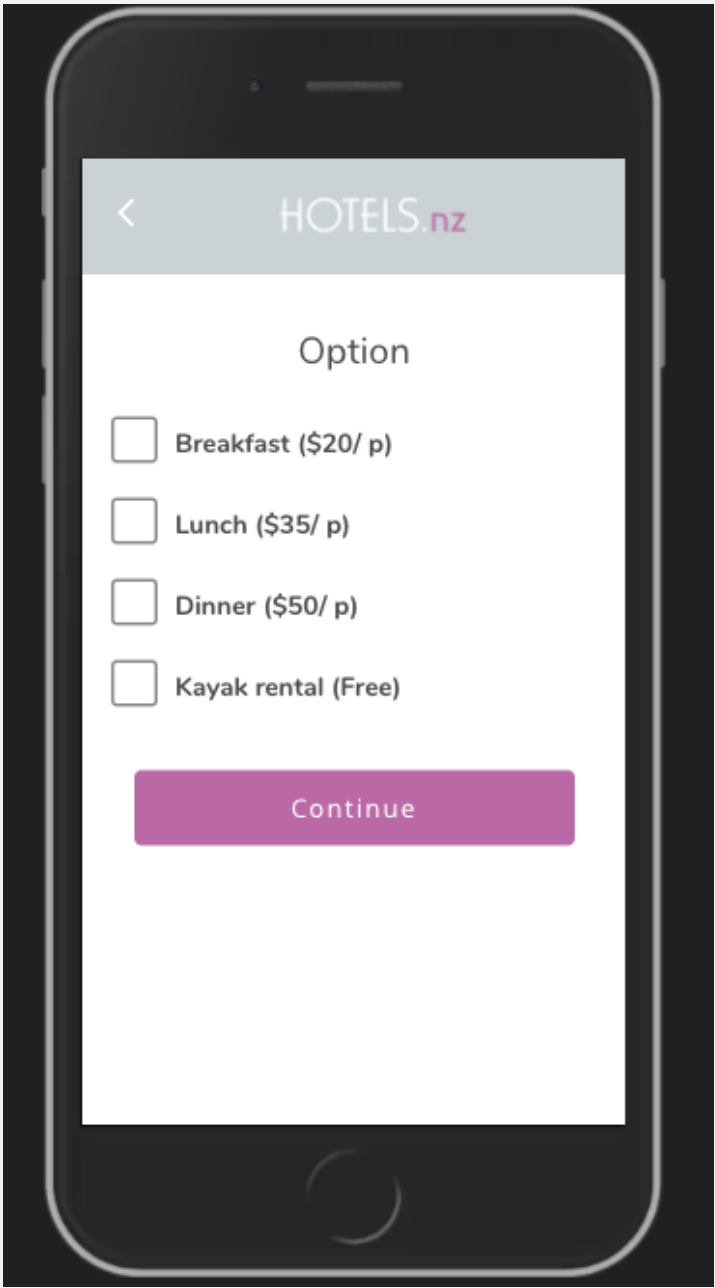 HOTELS.nz
Option
Breakfast ($20/ p)
Lunch ($35/ p)
Dinner ($50/ p)
Kayak rental (Free)
Continue